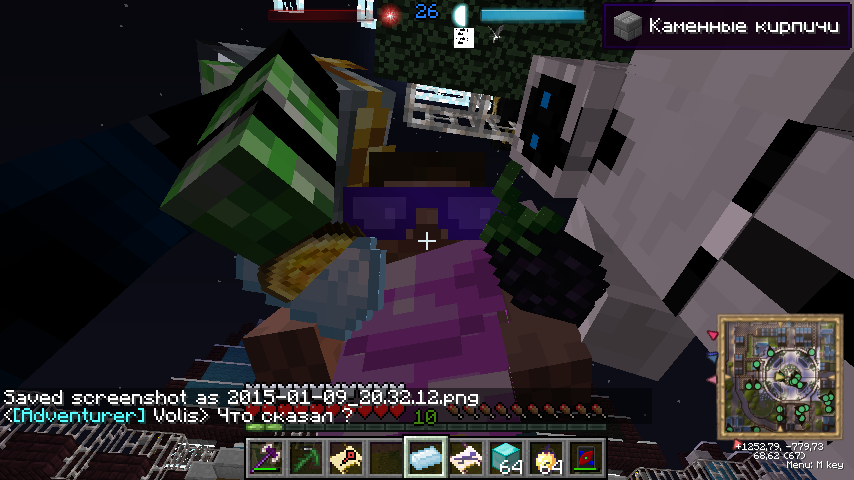 26
Каменные кирпичи
Saved screenshot as 2015-01-09_20.32.12.png
<[Adventurer] Volis> Что сказал ?
10
64
64
+1252,79, -779,73
68,62 (67)
Menu: M key